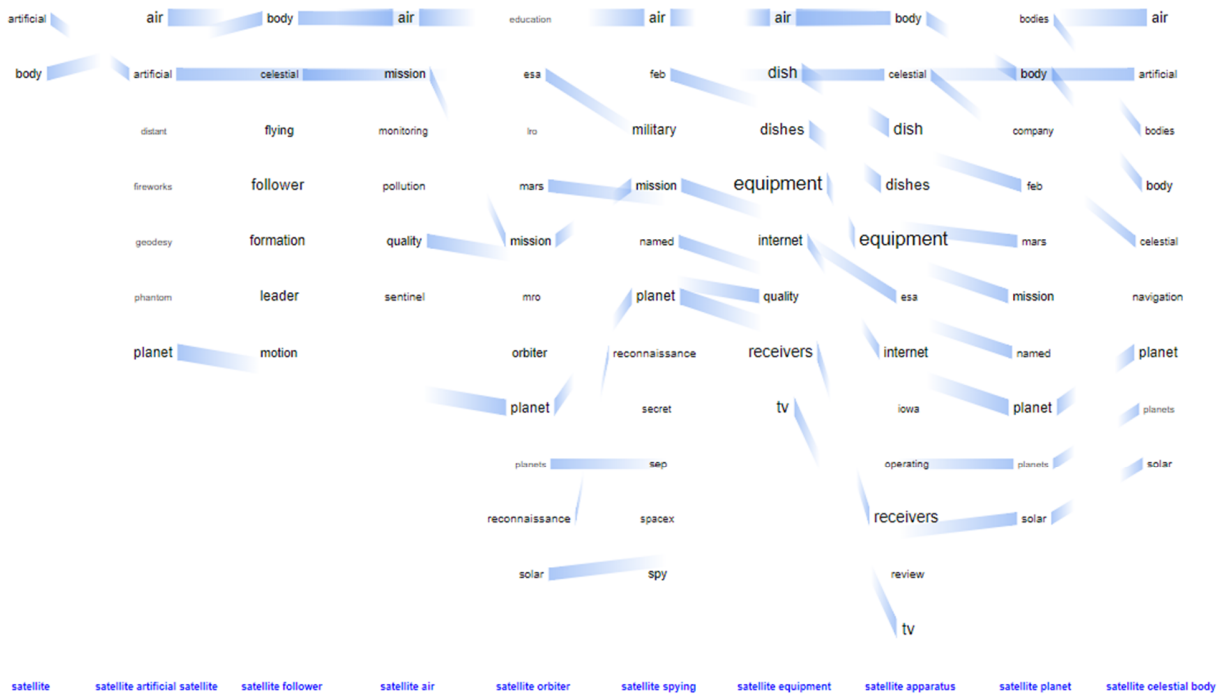 artificial air body air education air air body bodies air
body artificial celestial mission esa feb dish celestial body artificial
distant flying monitoring lro military dishes dish company bodies
fireworks follower pollution mars mission equipment dishes feb body
geodesy formation quality mission named internet equipment mars celestial
phantom leader sentinel mro planet quality esa mission navigation
planet motion orbiter reconnaissance receivers internet named planet
planet secret tv iowa planet planets
planets sep operating planets solar
reconnaissance spacex receivers solar
solar spy review
tv
satellite satellite artificial satellite satellite follower satellite air satellite orbiter satellite spying satellite equipment satellite apparatus satellite planet satellite celestial body